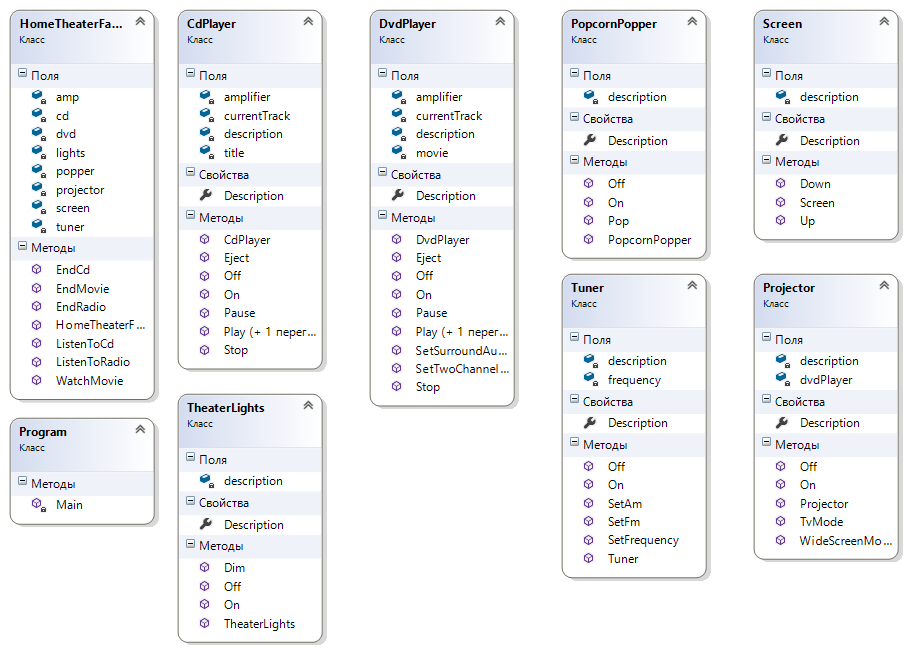 HomeTheaterFa...
Класс
Поля
amp
cd
dvd
lights
popper
projector
screen
tuner
Методы
EndCd
EndMovie
EndRadio
HomeTheaterF...
ListenToCd
ListenToRadio
WatchMovie
Program
Класс
Методы
Main
CdPlayer
Класс
Поля
amplifier
currentTrack
description
title
Свойства
Description
Методы
CdPlayer
Eject
Off
On
Pause
Play (+ 1 перег...
Stop
TheaterLights
Класс
Поля
description
Свойства
Description
Методы
Dim
Off
On
TheaterLights
DvdPlayer
Класс
Поля
amplifier
currentTrack
description
movie
Свойства
Description
Методы
DvdPlayer
Eject
Off
On
Pause
Play (+ 1 перег...
SetSurroundAu...
SetTwoChannel...
Stop
PopcornPopper
Класс
Поля
description
Свойства
Description
Методы
Off
On
Pop
PopcornPopper
Tuner
Класс
Поля
description
frequency
Свойства
Description
Методы
Off
On
SetAm
SetFm
SetFrequency
Tuner
Screen
Класс
Поля
description
Свойства
Description
Методы
Down
Screen
Up
Projector
Класс
Поля
description
dvdPlayer
Свойства
Description
Методы
Off
On
Projector
TvMode
WideScreenMo...